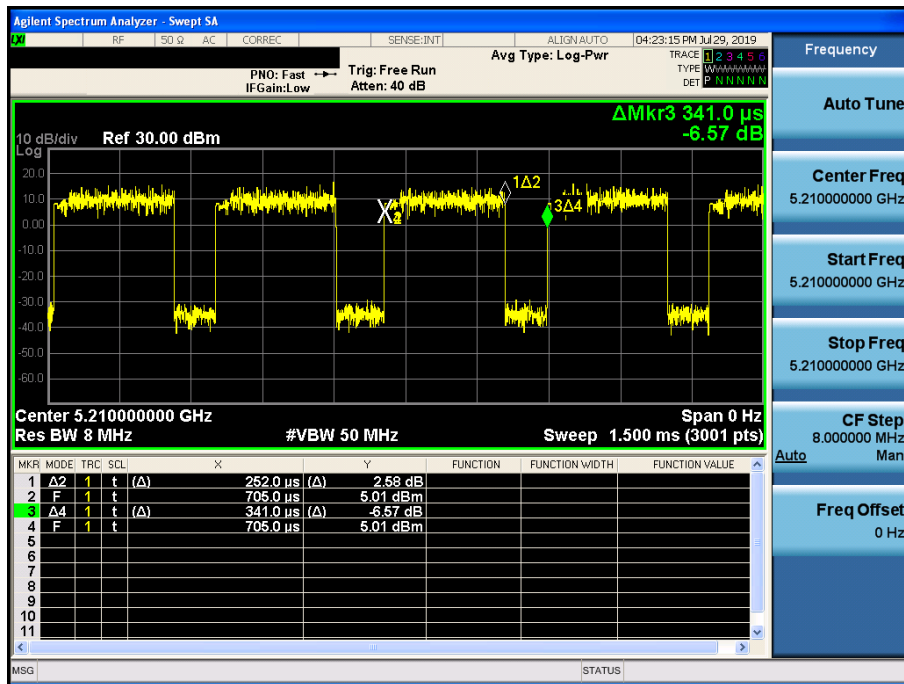 Agilent Spectrum Analyzer - Swept SA
LXI RF 50 Ω AC CORREC SENSE:INT ALIGN AUTO 04:23:15 PM Jul 29, 2019
Avg Type: Log-Pwr TRACE 1 2 3 4 5 6
PNO: Fast Trig: Free Run TYPE WWWWWW
IFGain:Low Atten: 40 dB DET P N N N N N
ΔMkr3 341.0 µs
-6.57 dB
10 dB/div Ref 30.00 dBm
Log
20.0
10.0
0.00
-10.0
-20.0
-30.0
-40.0
-50.0
-60.0
1Δ2
3Δ4
Center 5.210000000 GHz Span 0 Hz
Res BW 8 MHz #VBW 50 MHz Sweep 1.500 ms (3001 pts)
MKR MODE TRC SCL X Y FUNCTION FUNCTION WIDTH FUNCTION VALUE
1 Δ2 1 t (Δ) 252.0 µs (Δ) 2.58 dB
2 F 1 t 705.0 µs 5.01 dBm
3 Δ4 1 t (Δ) 341.0 µs (Δ) -6.57 dB
4 F 1 t 705.0 µs 5.01 dBm
5
6
7
8
9
10
11
MSG STATUS
Frequency
Auto Tune
Center Freq
5.210000000 GHz
Start Freq
5.210000000 GHz
Stop Freq
5.210000000 GHz
CF Step
8.000000 MHz
Auto Man
Freq Offset
0 Hz